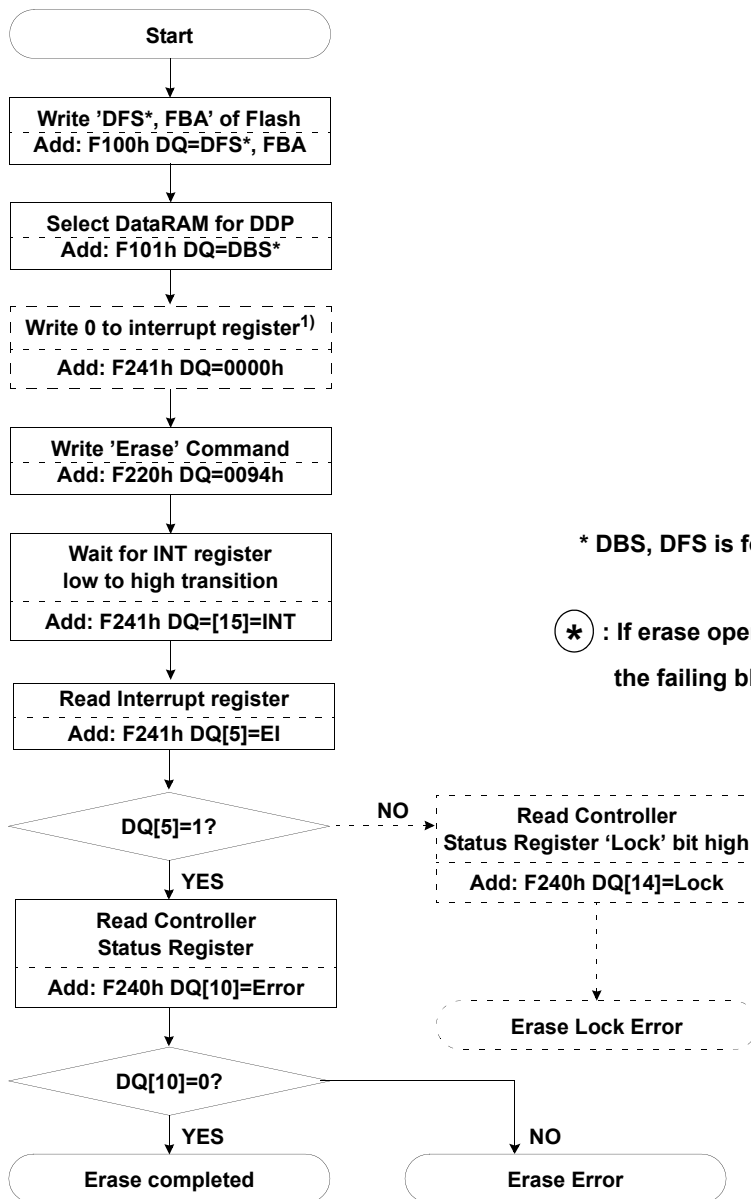 Start
Write ’DFS*, FBA’ of Flash
Add: F100h DQ=DFS*, FBA
Select DataRAM for DDP
Add: F101h DQ=DBS*
Write 0 to interrupt register1)
Add: F241h DQ=0000h
Write ’Erase’ Command
Add: F220h DQ=0094h
Wait for INT register
low to high transition
Add: F241h DQ=[15]=INT
Read Interrupt register
Add: F241h DQ[5]=EI
DQ[5]=1?
NO
YES
Read Controller
Status Register ‘Lock’ bit high
Add: F240h DQ[14]=Lock
Erase Lock Error
Read Controller
Status Register
Add: F240h DQ[10]=Error
DQ[10]=0?
YES
NO
Erase completed
Erase Error
* DBS, DFS is
* : If erase
the failing